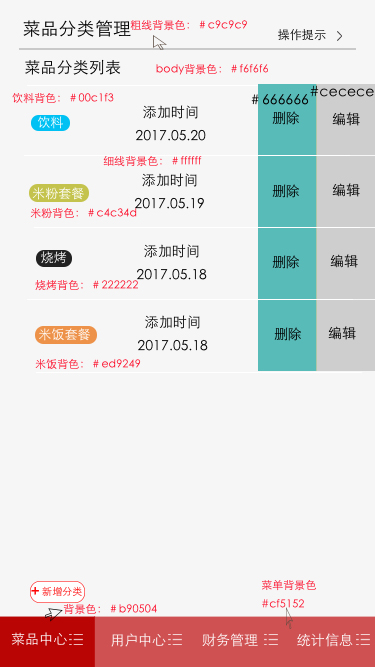 菜品分类管理
粗线背景色：#c9c9c9
操作提示
菜品分类列表
body背景色：#f6f6f6
#cecece
饮料背色：#00c1f3
#666666
饮料
添加时间
2017.05.20
删除
编辑
细线背景色：#ffffff
米粉套餐
添加时间
2017.05.19
删除
编辑
米粉背色：#c4c34d
烧烤
添加时间
2017.05.18
删除
编辑
烧烤背色：#222222
米饭套餐
添加时间
2017.05.18
删除
编辑
米饭背色：#ed9249
+新增分类
背景色：#b90504
菜单背景色
#cf5152
菜品中心
用户中心
财务管理
统计信息